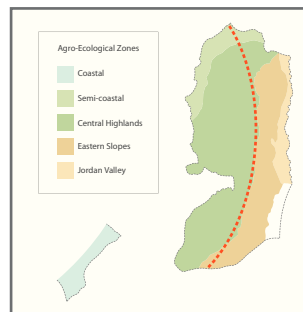 Agro-Ecological Zones
Coastal
Semi-coastal
Central Highlands
Eastern Slopes
Jordan Valley